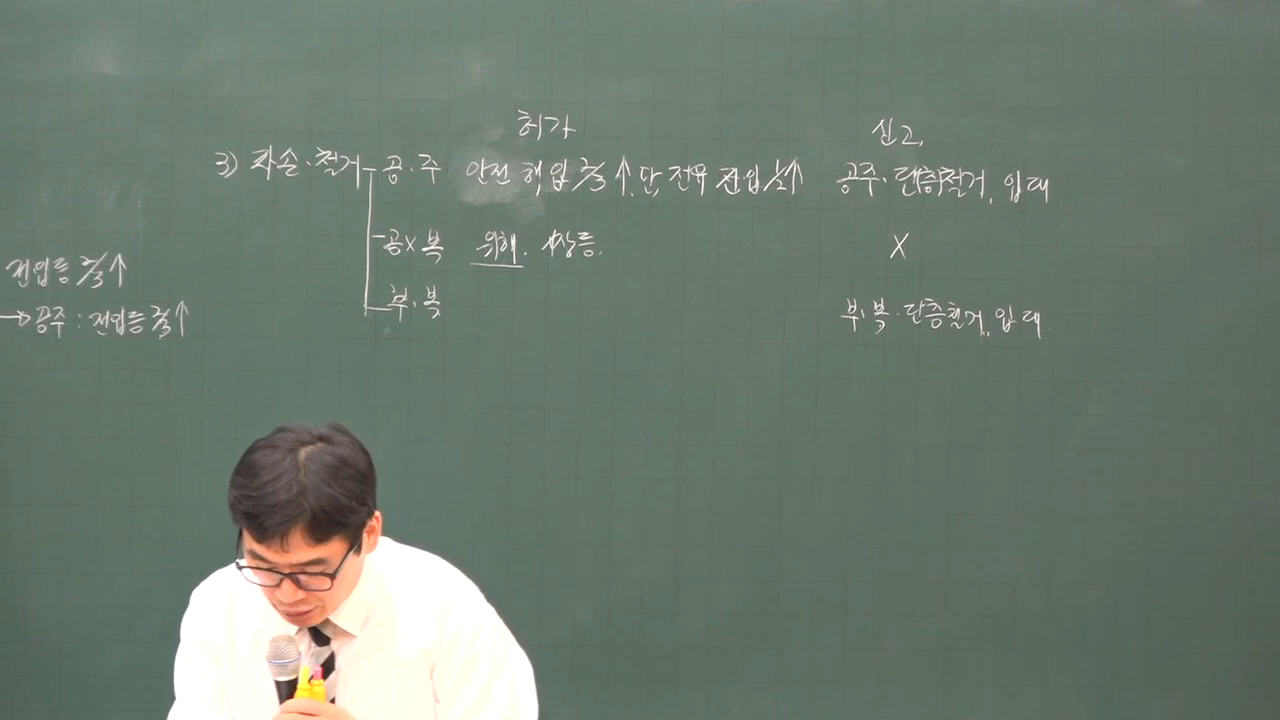 허가 신고.
3) 파손·철거 공·주 안전 해임 2/3↑, 단, 전유 전입 1/2↑ 공주·단층철거, 입대
공×복 위해. 상등. X
부·복 부·복·단층철거, 입대.
전입등 2/3↑
→ 공주 : 전입등 2/3↑